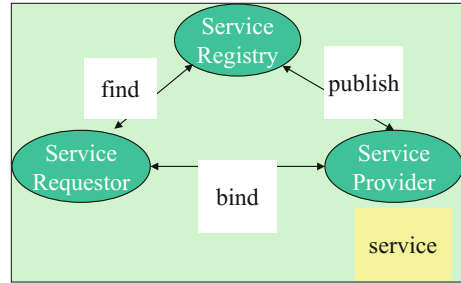 Service
Registry
find
publish
Service
Requestor
Service
Provider
bind
service